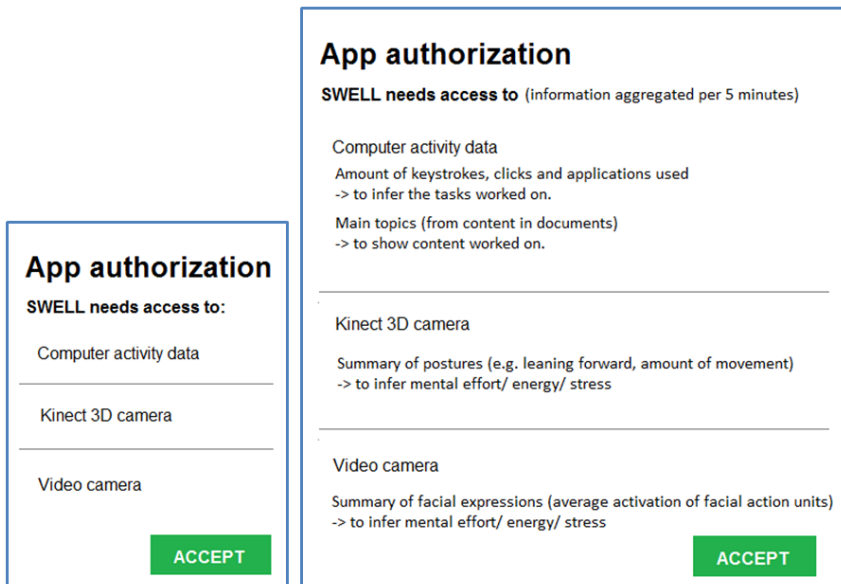 App authorization
SWELL needs access to:
Computer activity data
Kinect 3D camera
Video camera
ACCEPT
App authorization
SWELL needs access to (information aggregated per 5 minutes)
Computer activity data
Amount of keystrokes, clicks and applications used
-> to infer the tasks worked on.
Main topics (from content in documents)
-> to show content worked on.
Kinect 3D camera
Summary of postures (e.g. leaning forward, amount of movement)
-> to infer mental effort/ energy/ stress
Video camera
Summary of facial expressions (average activation of facial action units)
-> to infer mental effort/ energy/ stress
ACCEPT